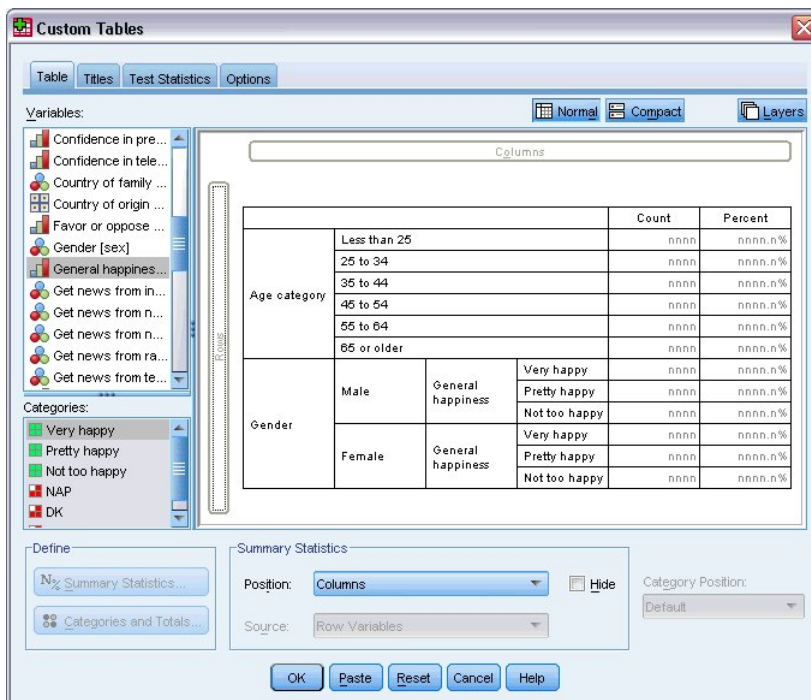 Custom Tables
Table Titles Test Statistics Options
Variables:
Normal Compact Layers
Confidence in pre...
Confidence in tele...
Country of family ...
Country of origin ...
Favor or oppose ...
Gender [sex]
General happines...
Get news from in...
Get news from n...
Get news from n...
Get news from ra...
Get news from te...
Categories:
Very happy
Pretty happy
Not too happy
NAP
DK
Columns
Rows
Count Percent
Age category
Less than 25 nnnn nnnn.n%
25 to 34 nnnn nnnn.n%
35 to 44 nnnn nnnn.n%
45 to 54 nnnn nnnn.n%
55 to 64 nnnn nnnn.n%
65 or older nnnn nnnn.n%
Gender
Male
General
happiness
Very happy nnnn nnnn.n%
Pretty happy nnnn nnnn.n%
Not too happy nnnn nnnn.n%
Female
General
happiness
Very happy nnnn nnnn.n%
Pretty happy nnnn nnnn.n%
Not too happy nnnn nnnn.n%
Define
N% Summary Statistics...
Categories and Totals...
Summary Statistics
Position: Columns Hide
Source: Row Variables
Category Position:
Default
OK Paste Reset Cancel Help